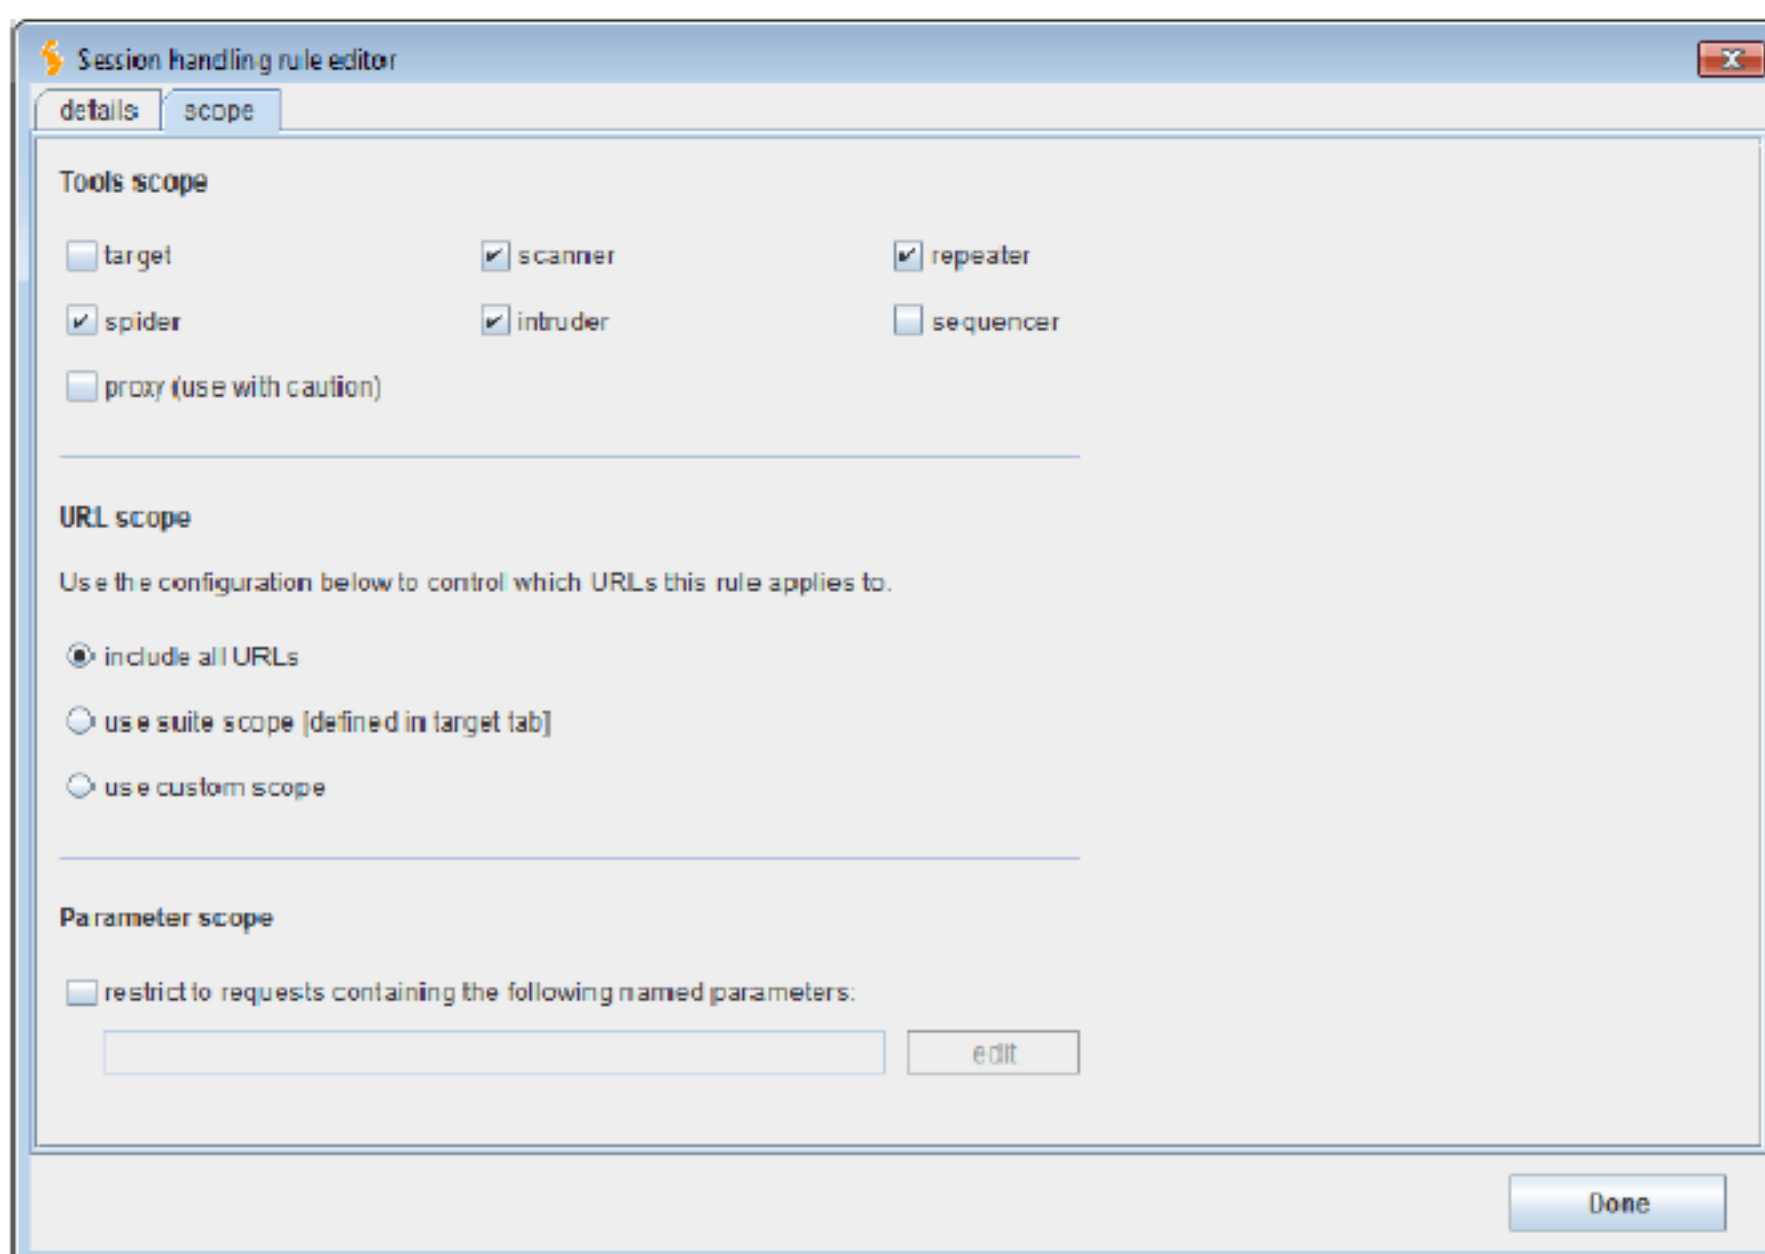 Session handling rule editor
details scope
Tools scope
target scanner repeater
spider intruder sequencer
proxy (use with caution)
URL scope
Use the configuration below to control which URLs this rule applies to.
include all URLs
use suite scope [defined in target tab]
use custom scope
Parameter scope
restrict to requests containing the following named parameters:
edit
Done